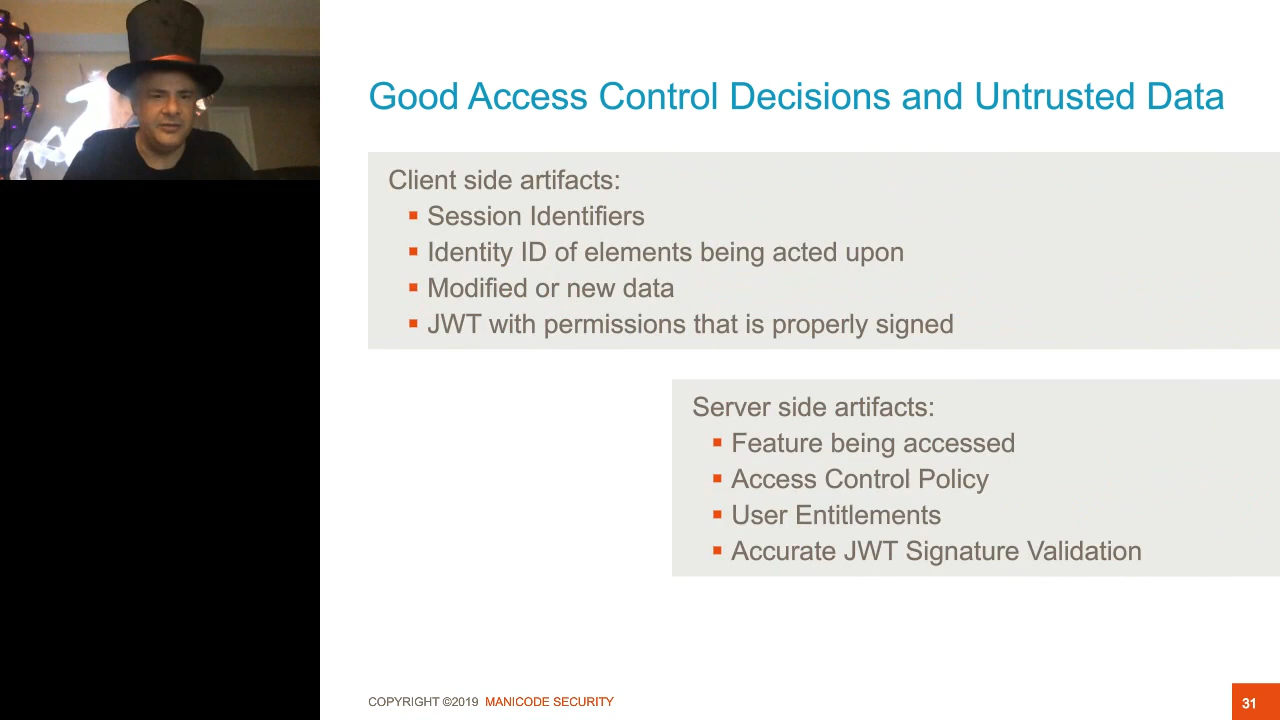 Good Access Control Decisions and Untrusted Data
Client side artifacts:
▪ Session Identifiers
▪ Identity ID of elements being acted upon
▪ Modified or new data
▪ JWT with permissions that is properly signed
Server side artifacts:
▪ Feature being accessed
▪ Access Control Policy
▪ User Entitlements
▪ Accurate JWT Signature Validation
COPYRIGHT ©2019 MANICODE SECURITY
31